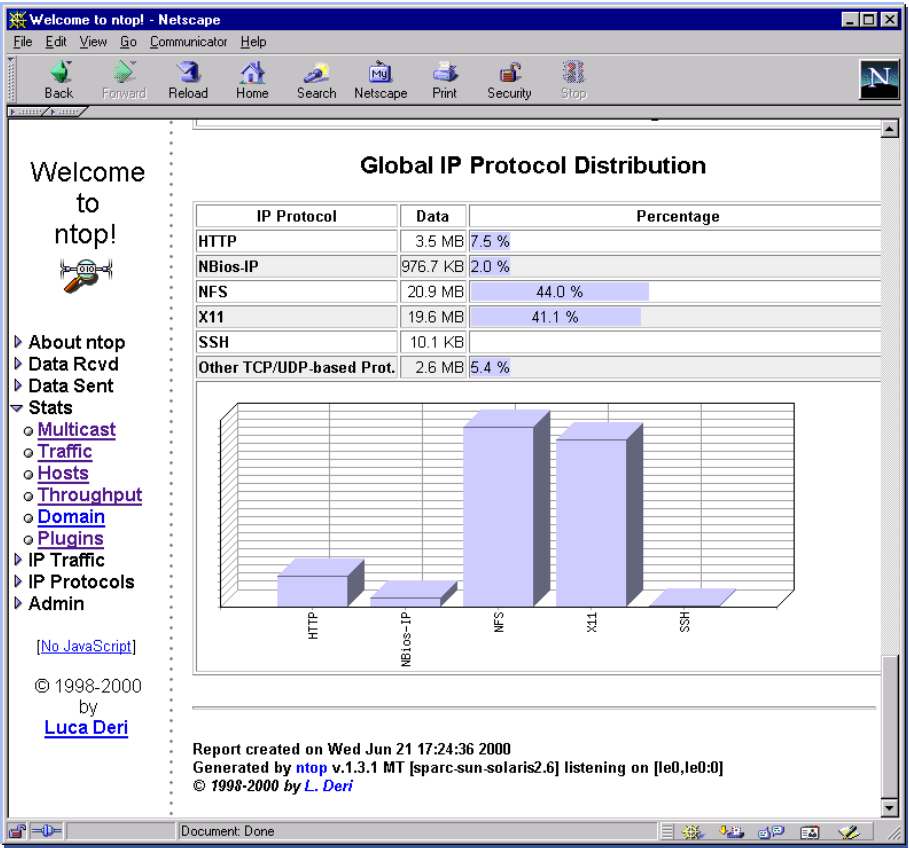 Welcome to ntop! - Netscape
File Edit View Go Communicator Help
Back Forward Reload Home Search Netscape Print Security Stop
My
N
Welcome
to
ntop!
010
About ntop
Data Rcvd
Data Sent
Stats
Multicast
Traffic
Hosts
Throughput
Domain
Plugins
IP Traffic
IP Protocols
Admin
[No JavaScript]
© 1998-2000
by
Luca Deri
Global IP Protocol Distribution
IP Protocol Data Percentage
HTTP 3.5 MB 7.5 %
NBios-IP 976.7 KB 2.0 %
NFS 20.9 MB 44.0 %
X11 19.6 MB 41.1 %
SSH 10.1 KB
Other TCP/UDP-based Prot. 2.6 MB 5.4 %
HTTP
NBios-IP
NFS
X11
SSH
Report created on Wed Jun 21 17:24:36 2000
Generated by ntop v.1.3.1 MT [sparc-sun-solaris2.6] listening on [le0,le0:0]
© 1998-2000 by L. Deri
Document: Done